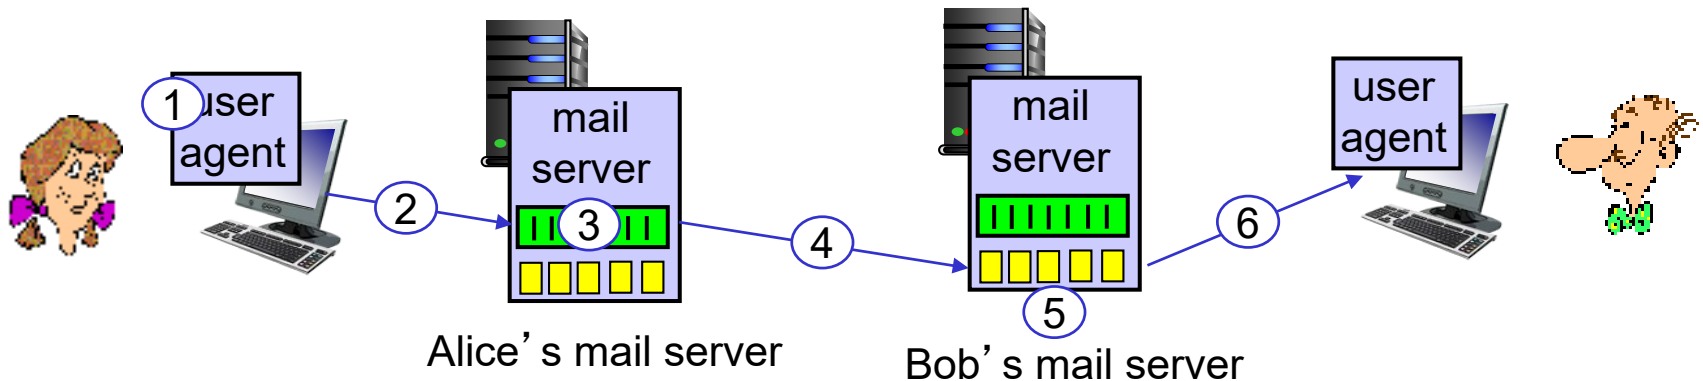 1
user
agent
2
mail
server
3
Alice’s mail server
4
mail
server
5
Bob’s mail server
6
user
agent